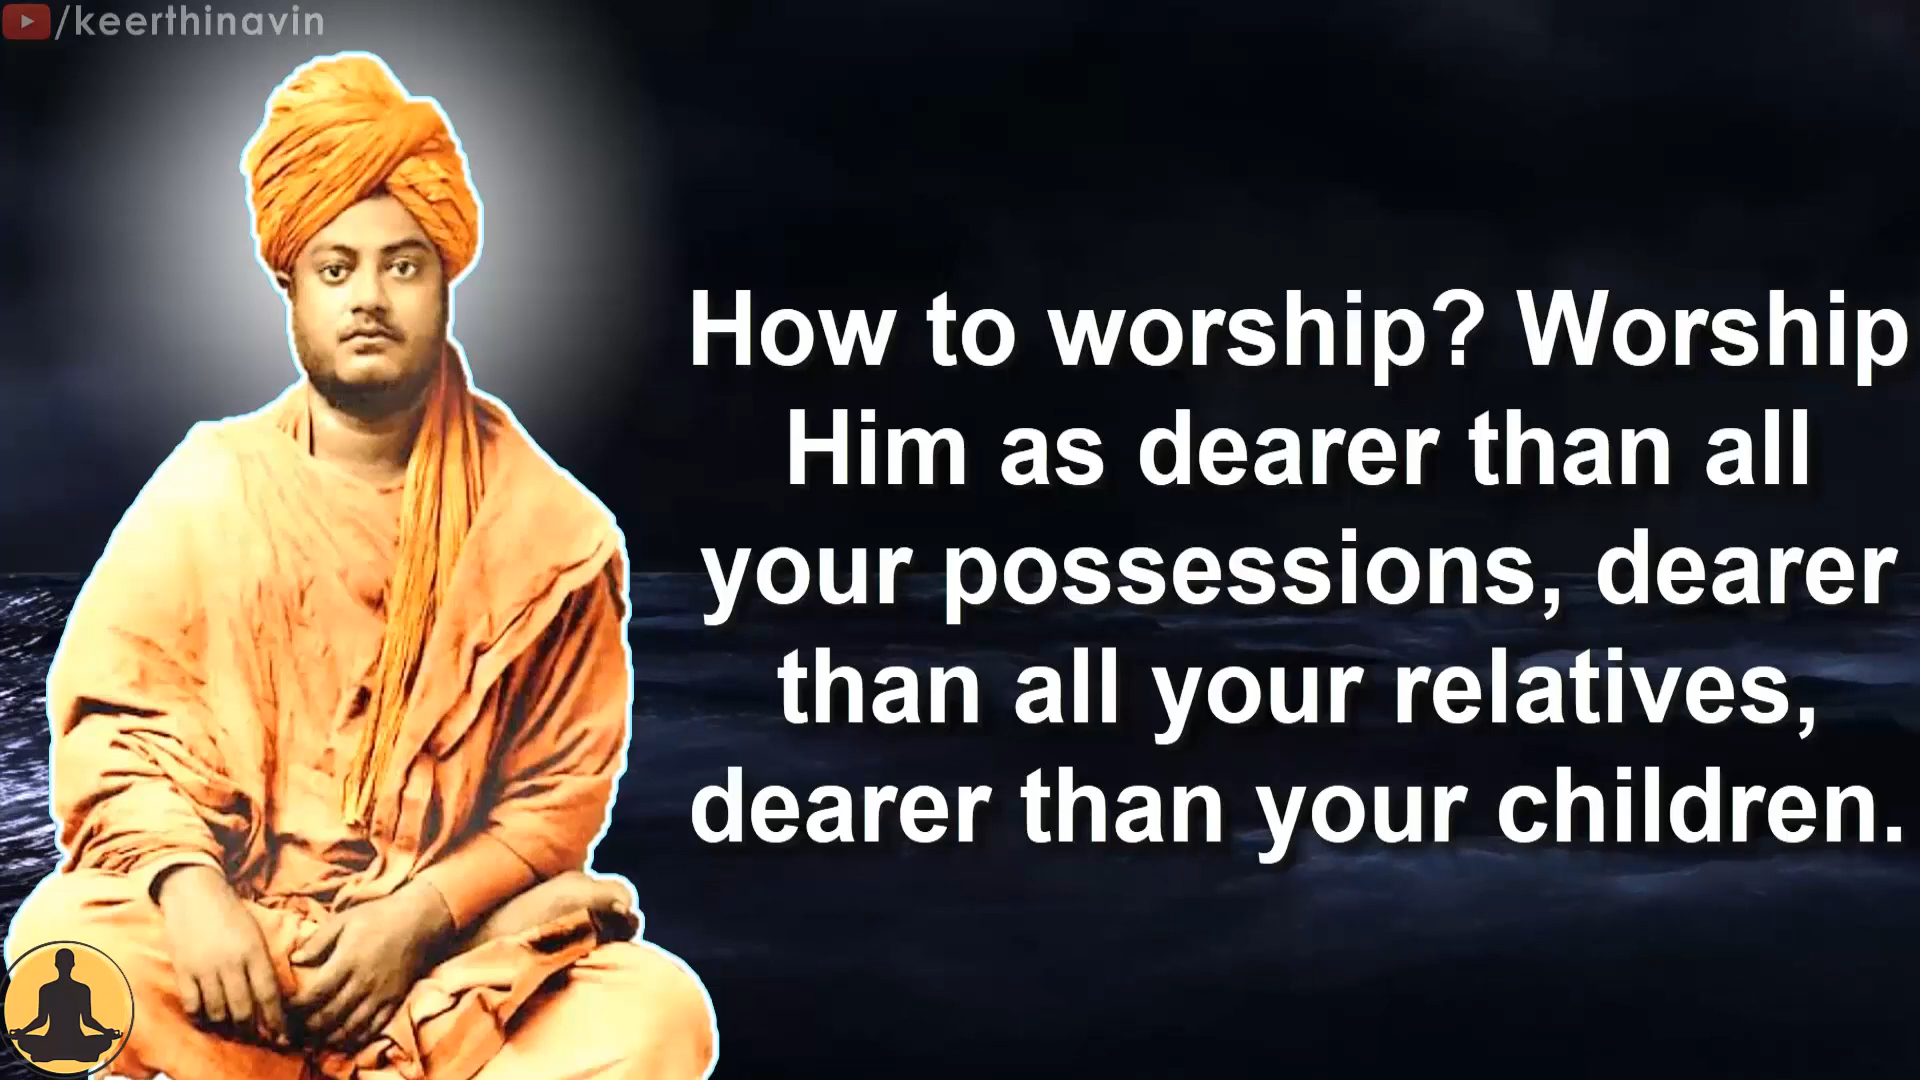 /keerthinavin
How to worship? Worship
Him as dearer than all
your possessions, dearer
than all your relatives,
dearer than your children.